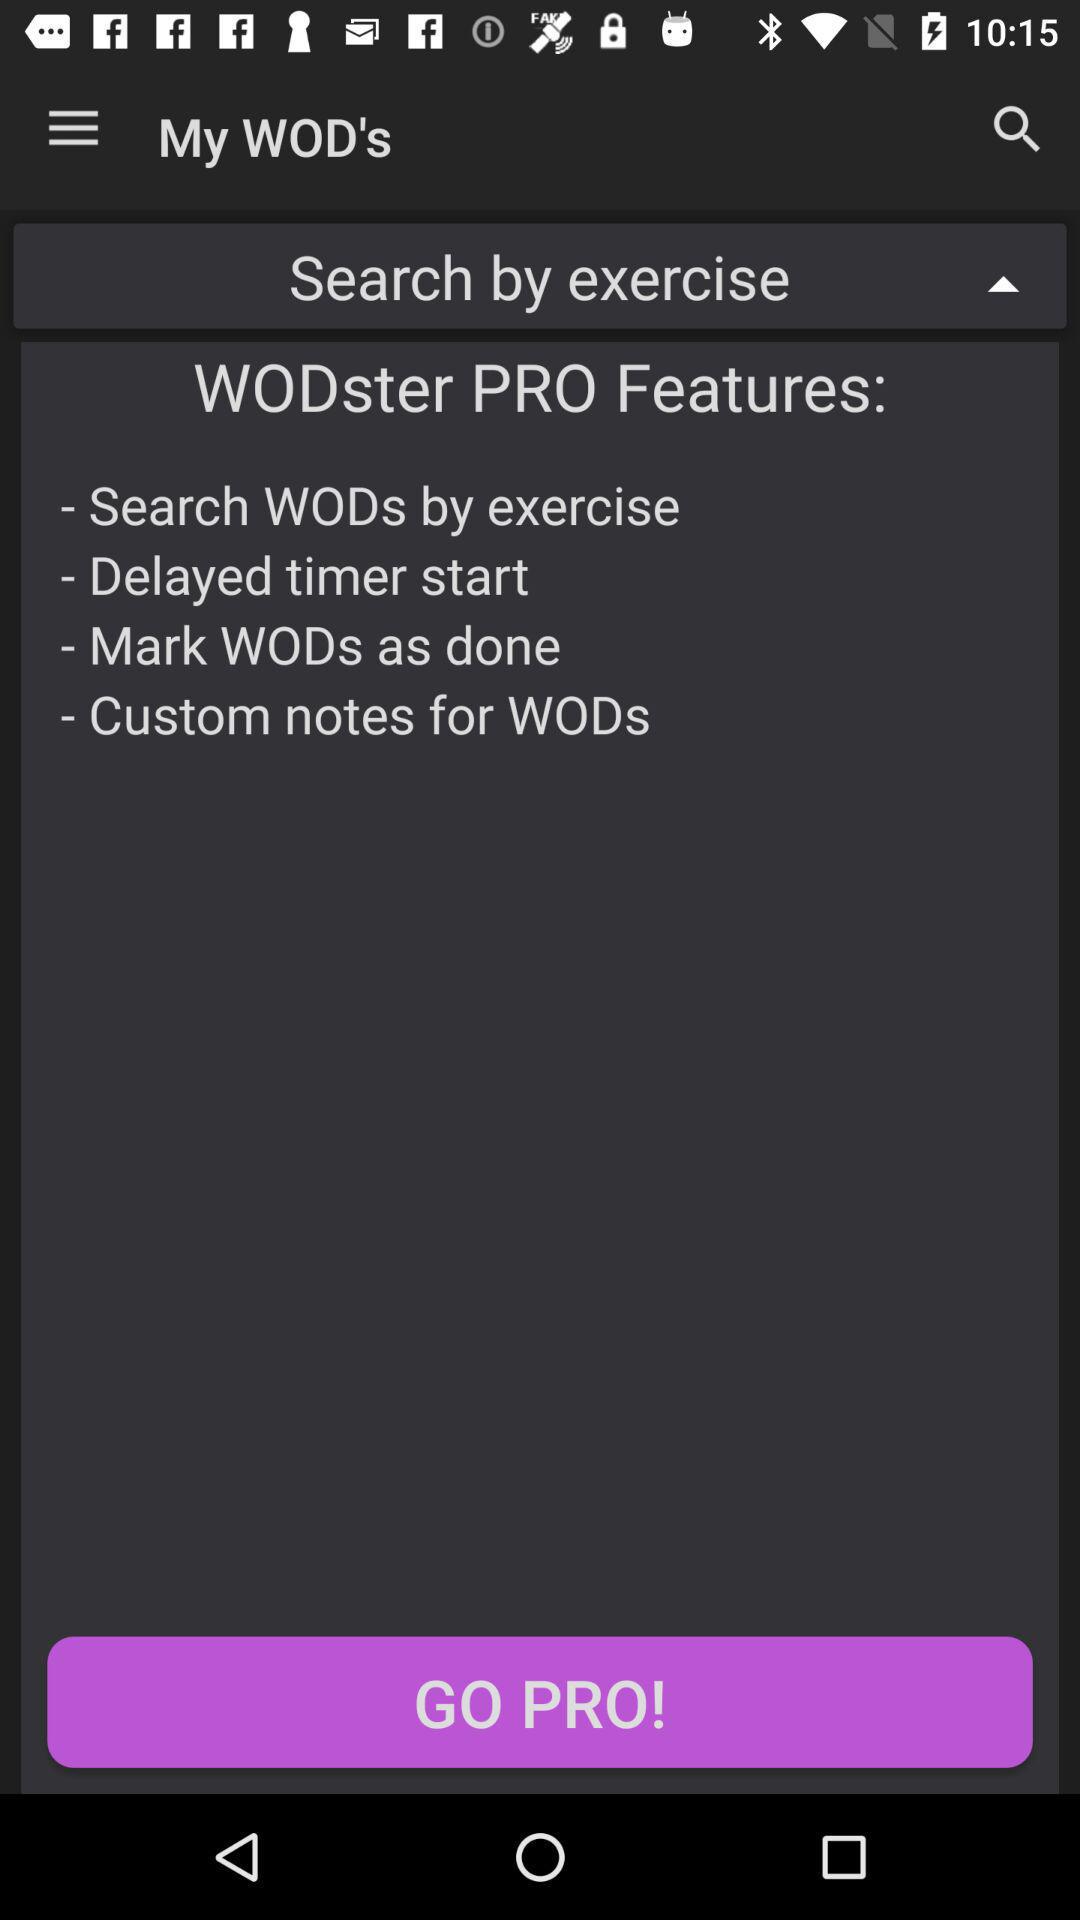 FAKE
10:15
My WOD's
Search by exercise
WODster PRO Features:
- Search WODs by exercise
- Delayed timer start
- Mark WODs as done
- Custom notes for WODs
GO PRO!